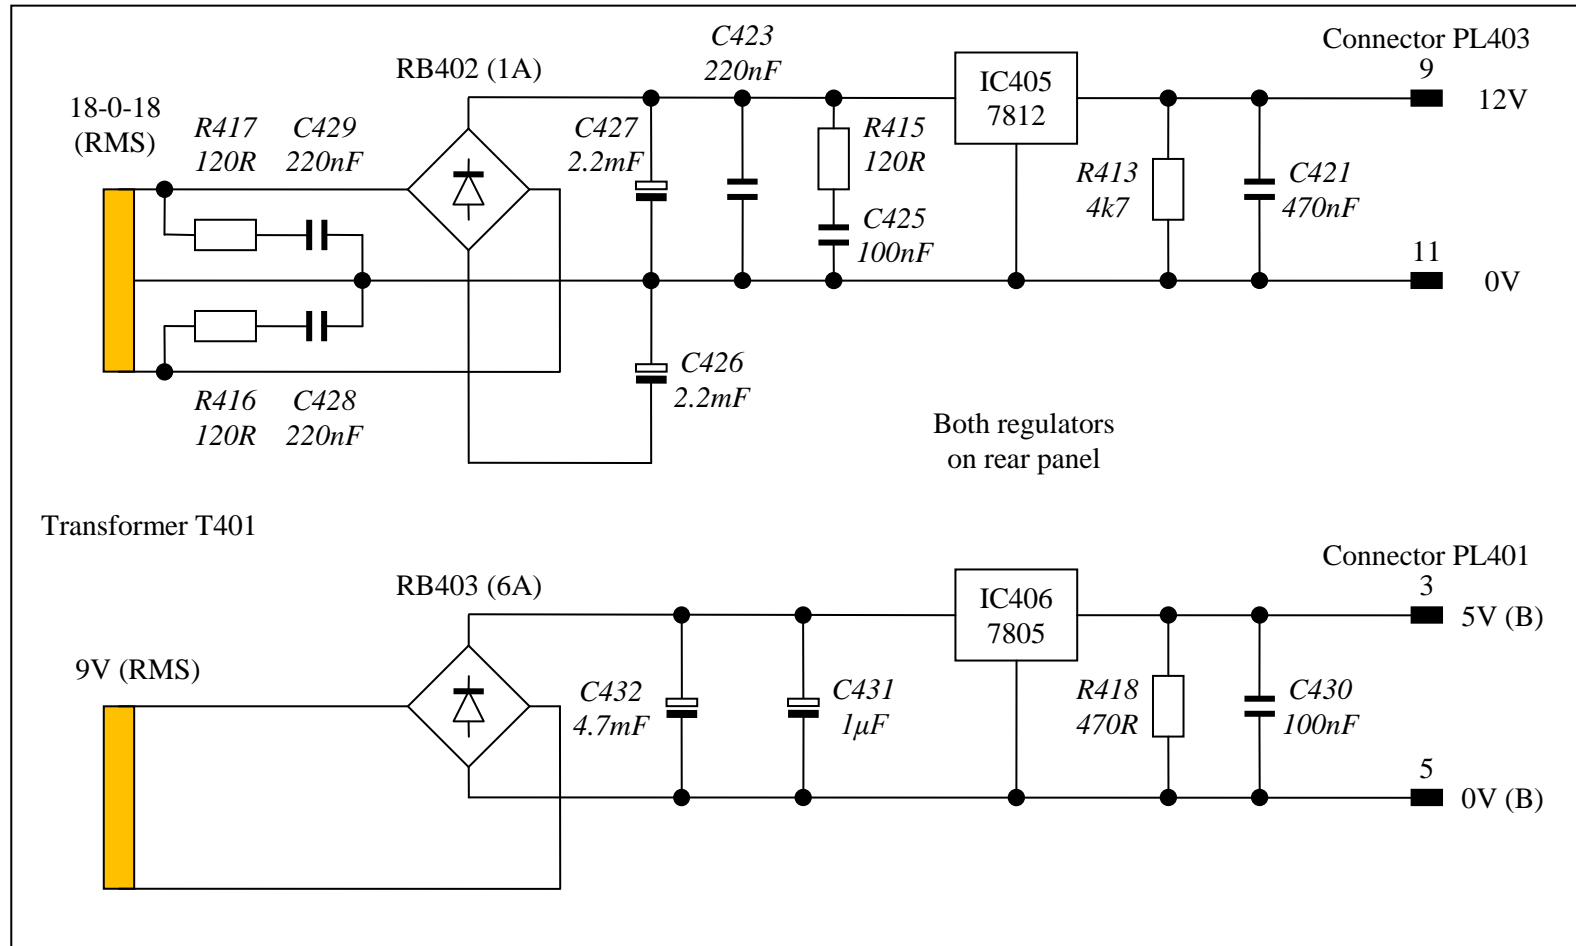 C423
220nF
Connector PL403
9
RB402 (1A)
IC405
7812
12V
18-0-18
(RMS)
R417
120R
C429
220nF
C427
2.2mF
R415
120R
R413
4k7
C421
470nF
C425
100nF
11
0V
C426
2.2mF
R416
120R
C428
220nF
Both regulators
on rear panel
Transformer T401
Connector PL401
3
RB403 (6A)
IC406
7805
5V (B)
9V (RMS)
C432
4.7mF
C431
1µF
R418
470R
C430
100nF
5
0V (B)